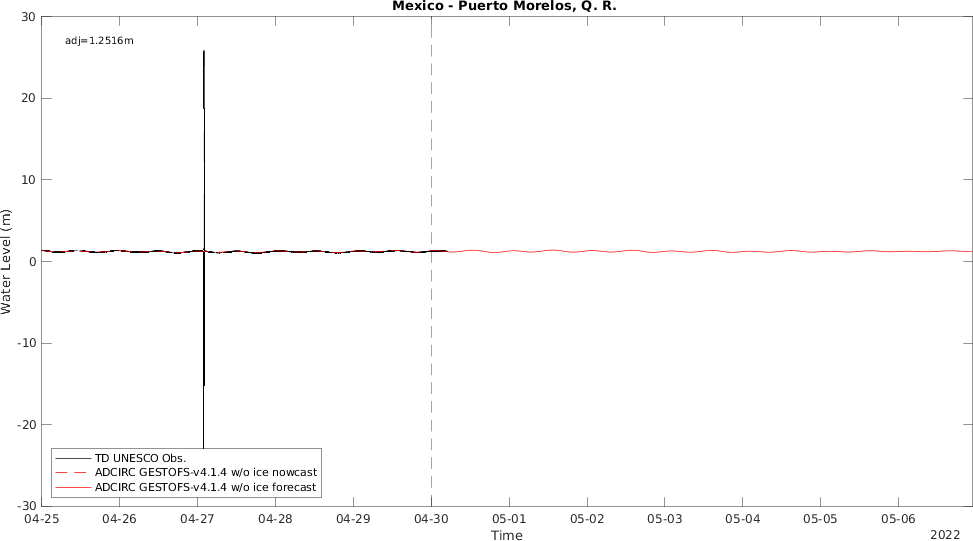 Mexico - Puerto Morelos, Q. R.
30
adj=1.2516m
20
10
0
-10
-20
-30
Water Level (m)
TD UNESCO Obs.
ADCIRC GESTOFS-v4.1.4 w/o ice nowcast
ADCIRC GESTOFS-v4.1.4 w/o ice forecast
04-25 04-26 04-27 04-28 04-29 04-30 05-01 05-02 05-03 05-04 05-05 05-06
Time
2022